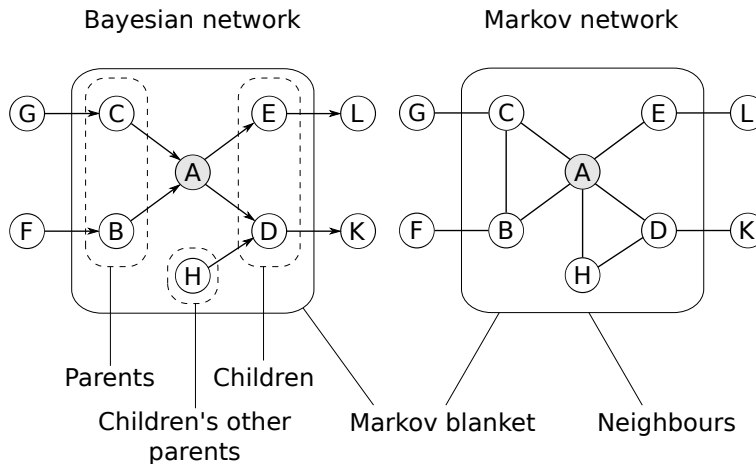 Bayesian network
Markov network
G C E L
A
F B D K
H
G C E L
A
F B D K
H
Parents
Children
Children's other
parents
Markov blanket
Neighbours